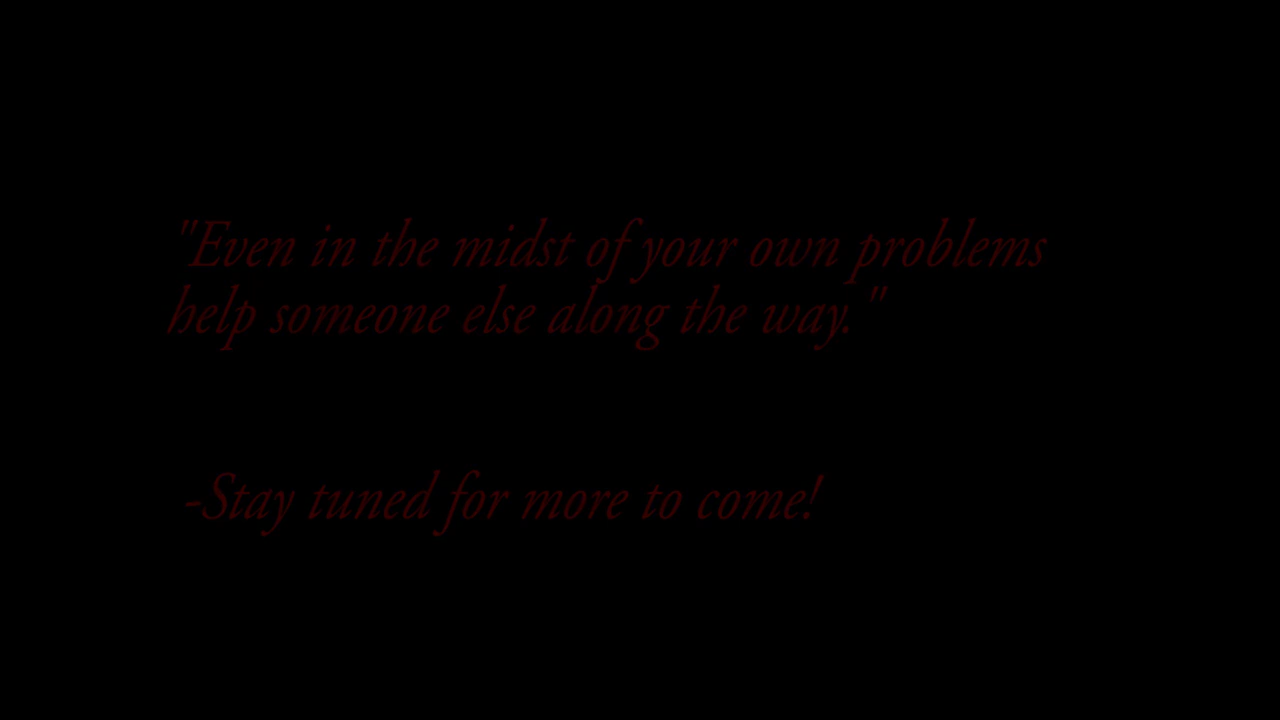 "Even in the midst of your own problems
help someone else along the way."
-Stay tuned for more to come!